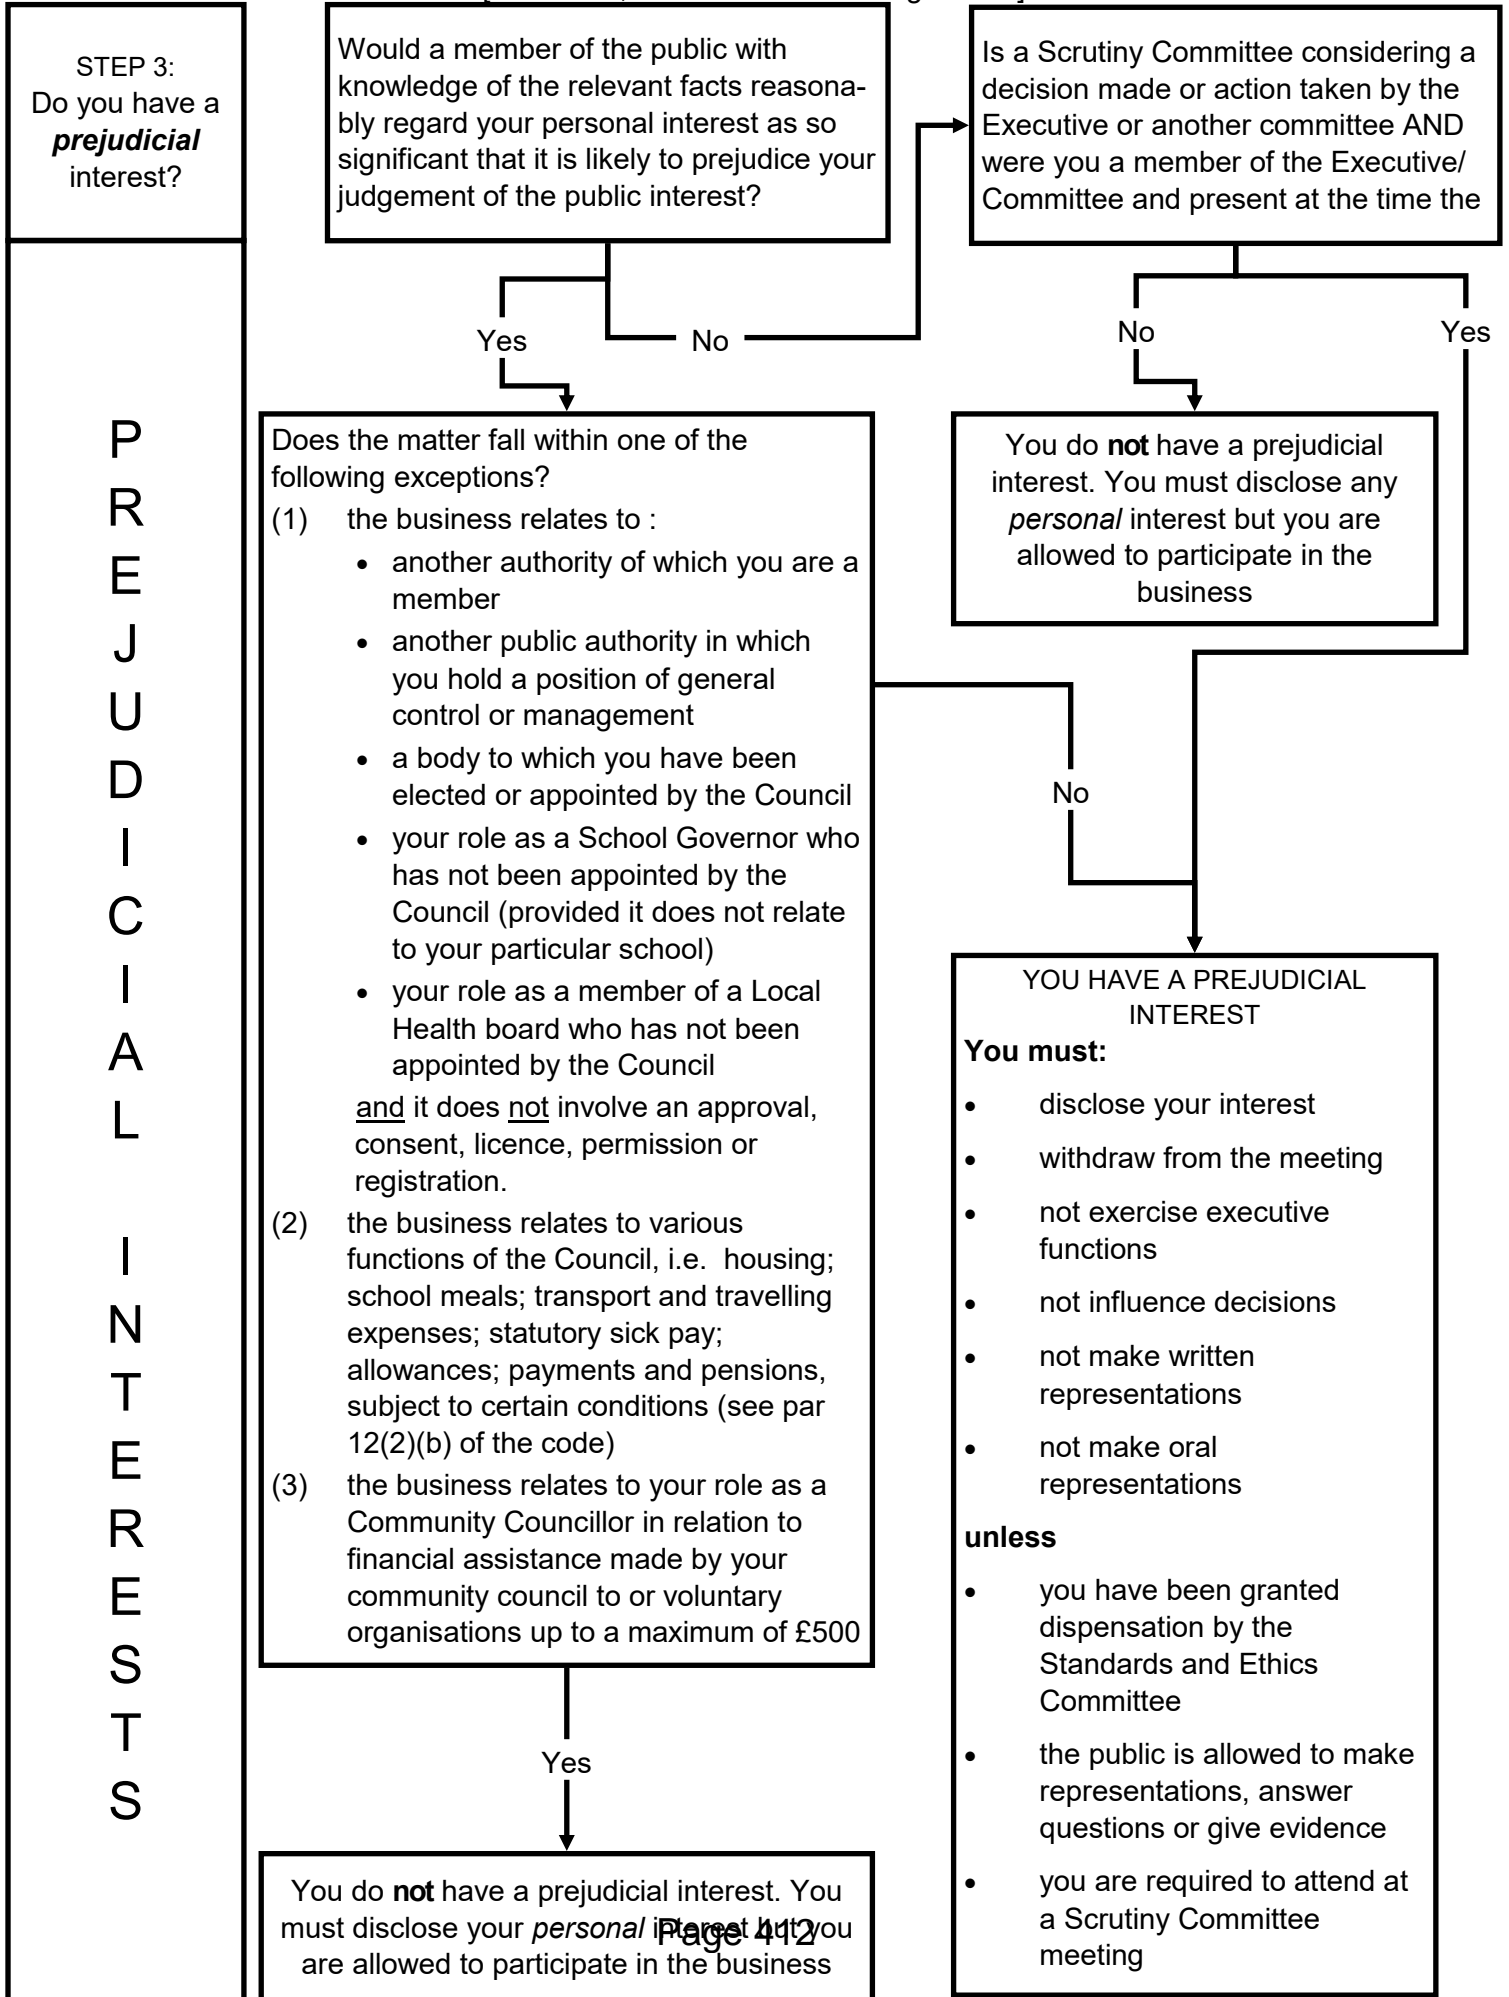 STEP 3:
Do you have a
prejudicial
interest?
P
R
E
J
U
D
I
C
I
A
L
I
N
T
E
R
E
S
T
S
Would a member of the public with
knowledge of the relevant facts reasona-
bly regard your personal interest as so
significant that it is likely to prejudice your
judgement of the public interest?
Is a Scrutiny Committee considering a
decision made or action taken by the
Executive or another committee AND
were you a member of the Executive/
Committee and present at the time the
Yes
No
No
Yes
Does the matter fall within one of the
following exceptions?
(1) the business relates to :
• another authority of which you are a
member
• another public authority in which
you hold a position of general
control or management
• a body to which you have been
elected or appointed by the Council
• your role as a School Governor who
has not been appointed by the
Council (provided it does not relate
to your particular school)
• your role as a member of a Local
Health board who has not been
appointed by the Council
and it does not involve an approval,
consent, licence, permission or
registration.
(2) the business relates to various
functions of the Council, i.e. housing;
school meals; transport and travelling
expenses; statutory sick pay;
allowances; payments and pensions,
subject to certain conditions (see par
12(2)(b) of the code)
(3) the business relates to your role as a
Community Councillor in relation to
financial assistance made by your
community council to or voluntary
organisations up to a maximum of £500
You do not have a prejudicial
interest. You must disclose any
personal interest but you are
allowed to participate in the
business
No
YOU HAVE A PREJUDICIAL
INTEREST
You must:
• disclose your interest
• withdraw from the meeting
• not exercise executive
functions
• not influence decisions
• not make written
representations
• not make oral
representations
unless
• you have been granted
dispensation by the
Standards and Ethics
Committee
• the public is allowed to make
representations, answer
questions or give evidence
• you are required to attend at
a Scrutiny Committee
meeting
Yes
You do not have a prejudicial interest. You
must disclose your personal interest but you
are allowed to participate in the business
Page 412